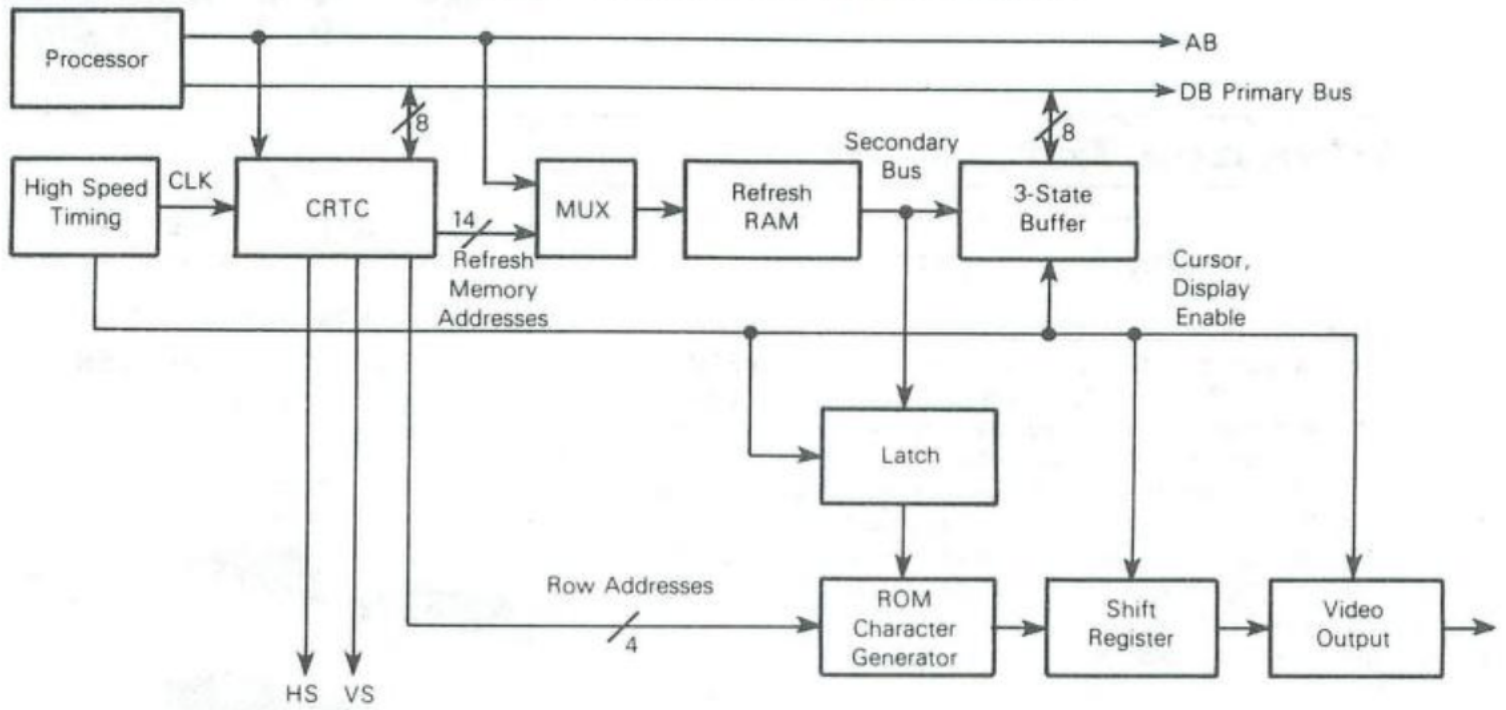 Processor
AB
DB Primary Bus
8
8
High Speed
Timing
CLK
CRTC
14
Refresh
Memory
Addresses
MUX
Refresh
RAM
Secondary
Bus
3-State
Buffer
Cursor,
Display
Enable
Latch
Row Addresses
4
ROM
Character
Generator
Shift
Register
Video
Output
HS VS